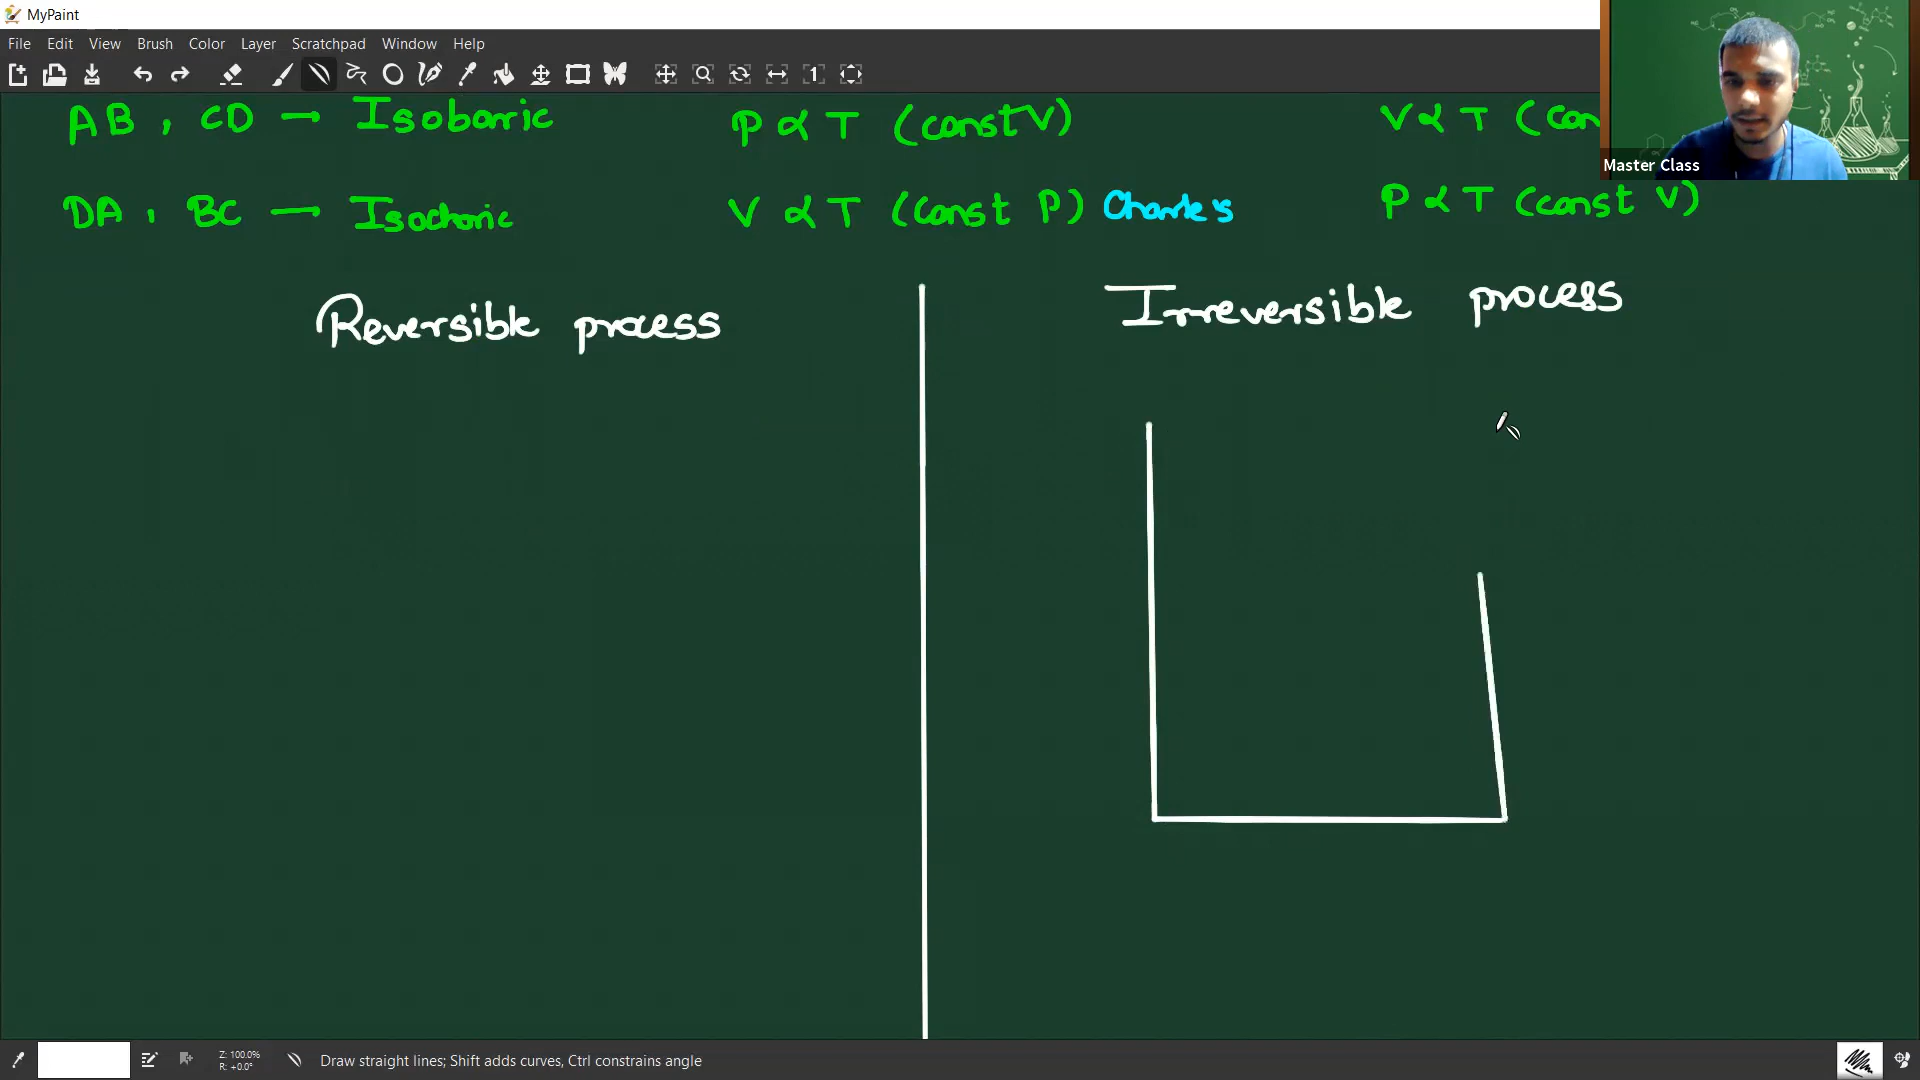 MyPaint
File Edit View Brush Color Layer Scratchpad Window Help
AB, CD → Isobaric P ∝ T (const V) V ∝ T (con
Master Class
DA, BC → Isochoric V ∝ T (const P) Charle's P ∝ T (const V)
Reversible process Irreversible process
Z: 100.0%
R: +0.0°
Draw straight lines; Shift adds curves, Ctrl constrains angle